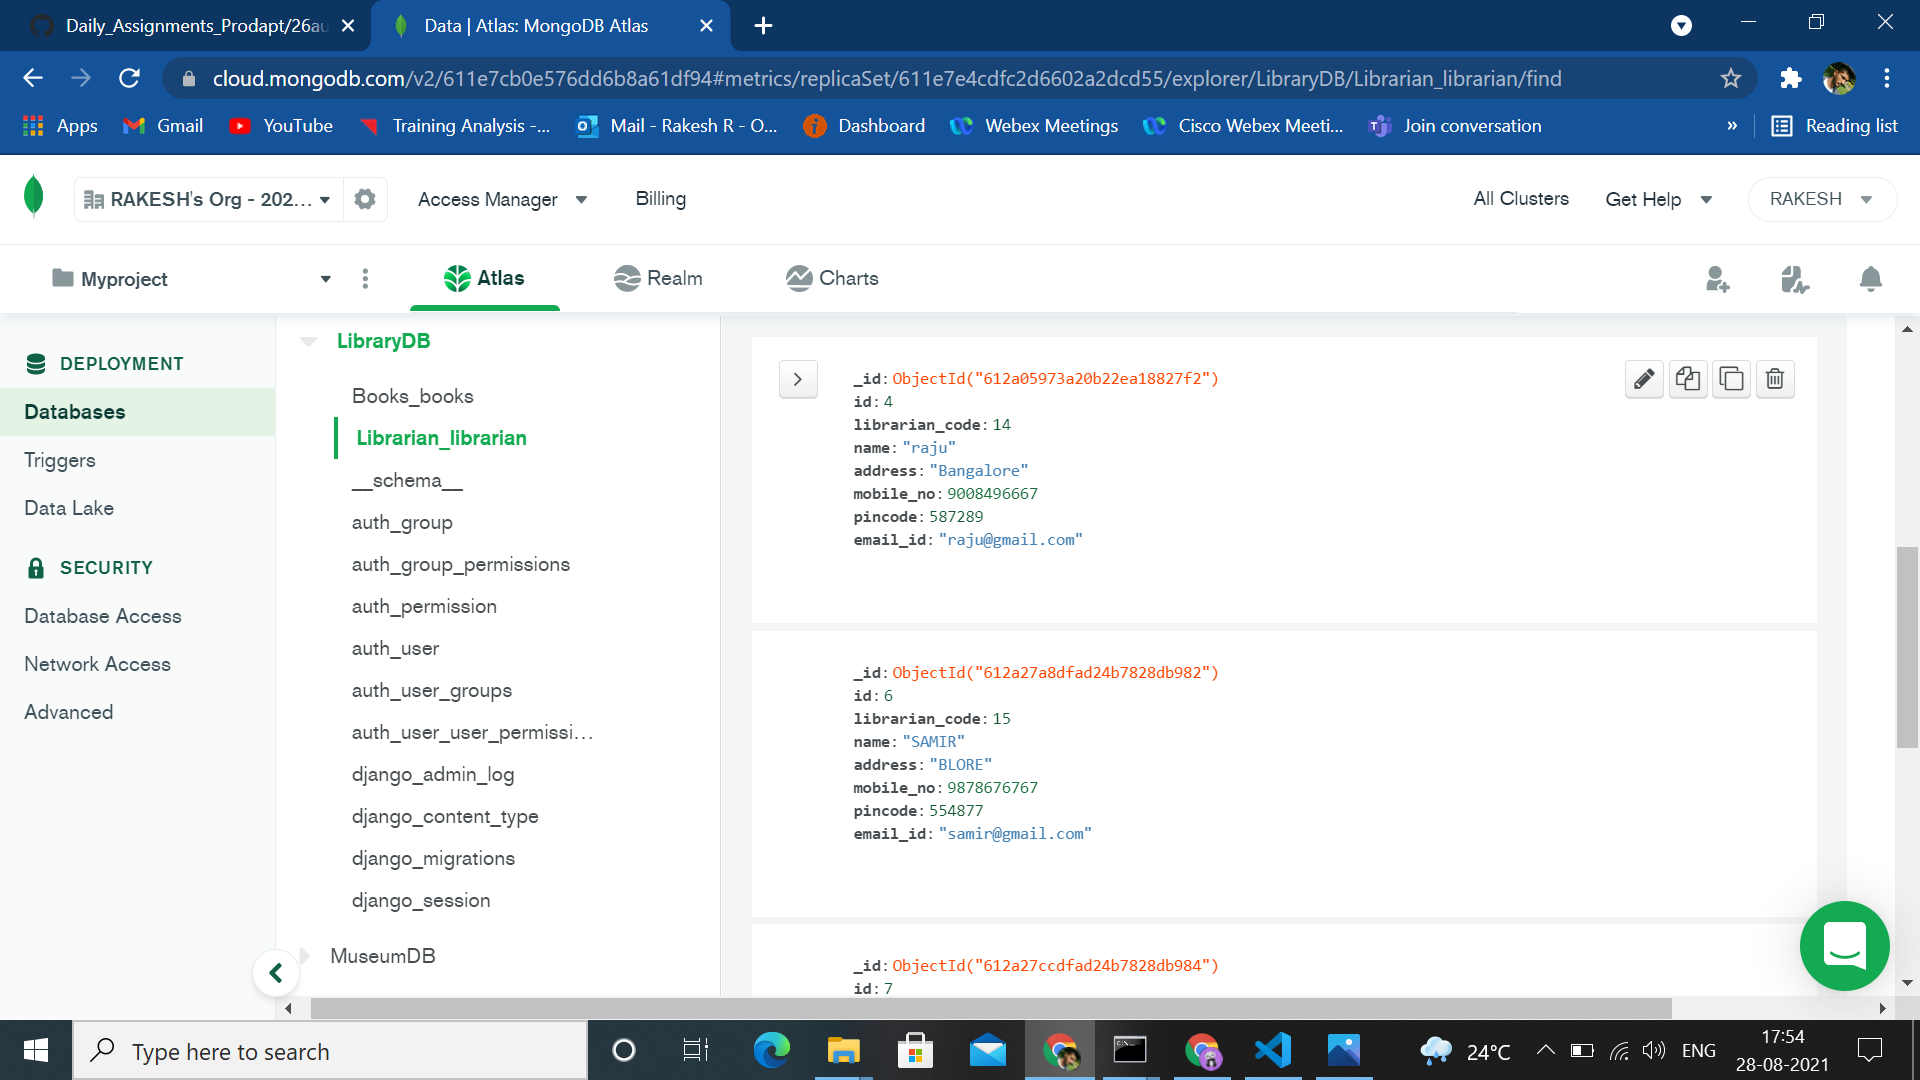 Daily_Assignments_Prodapt/26au
Data | Atlas: MongoDB Atlas
cloud.mongodb.com/v2/611e7cb0e576dd6b8a61df94#metrics/replicaSet/611e7e4cdfc2d6602a2dcd55/explorer/LibraryDB/Librarian_librarian/find
Apps Gmail YouTube Training Analysis -... Mail - Rakesh R - O... Dashboard Webex Meetings Cisco Webex Meeti... Join conversation » Reading list
RAKESH's Org - 202... Access Manager Billing All Clusters Get Help RAKESH
Myproject Atlas Realm Charts
DEPLOYMENT
Databases
Triggers
Data Lake
SECURITY
Database Access
Network Access
Advanced
LibraryDB
Books_books
Librarian_librarian
__schema__
auth_group
auth_group_permissions
auth_permission
auth_user
auth_user_groups
auth_user_user_permissi...
django_admin_log
django_content_type
django_migrations
django_session
MuseumDB
_id: ObjectId("612a05973a20b22ea18827f2")
id: 4
librarian_code: 14
name: "raju"
address: "Bangalore"
mobile_no: 9008496667
pincode: 587289
email_id: "raju@gmail.com"
_id: ObjectId("612a27a8dfad24b7828db982")
id: 6
librarian_code: 15
name: "SAMIR"
address: "BLORE"
mobile_no: 9878676767
pincode: 554877
email_id: "samir@gmail.com"
_id: ObjectId("612a27ccdfad24b7828db984")
id: 7
Type here to search
24°C
ENG
17:54
28-08-2021